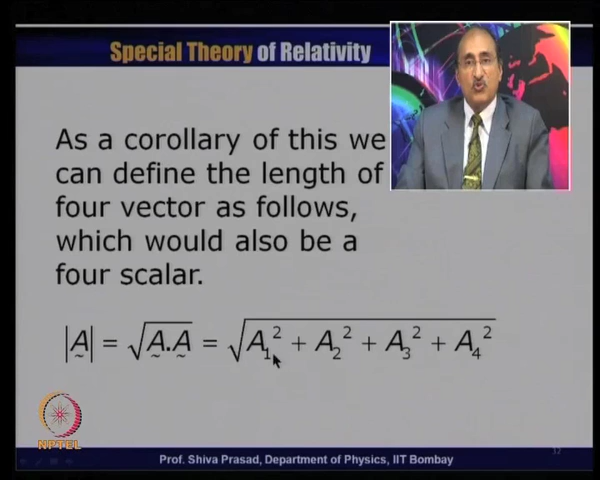 Special Theory of Relativity
As a corollary of this we
can define the length of
four vector as follows,
which would also be a
four scalar.
|A̰| = √A̰.A̰ = √A₁² + A₂² + A₃² + A₄²
NPTEL
Prof. Shiva Prasad, Department of Physics, IIT Bombay
12